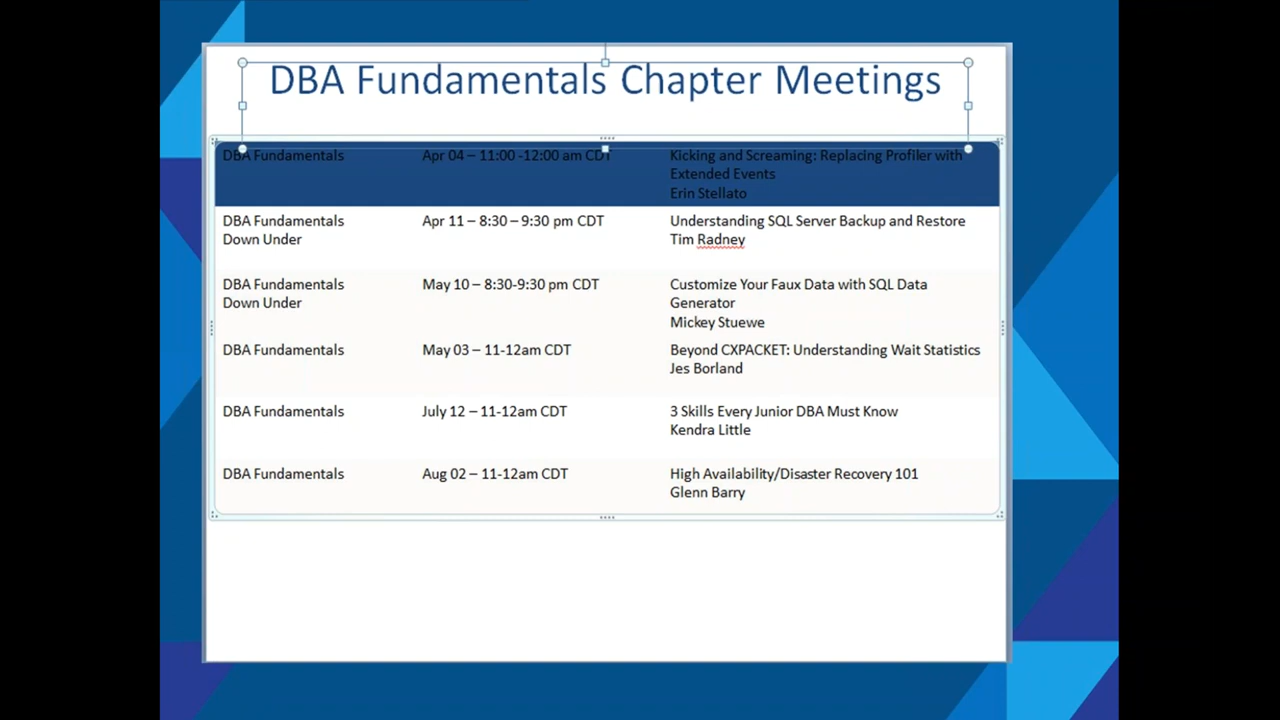 DBA Fundamentals Chapter Meetings
DBA Fundamentals Apr 04 – 11:00 -12:00 am CDT Kicking and Screaming: Replacing Profiler with
Extended Events
Erin Stellato
DBA Fundamentals Apr 11 – 8:30 – 9:30 pm CDT Understanding SQL Server Backup and Restore
Down Under Tim Radney
DBA Fundamentals May 10 – 8:30-9:30 pm CDT Customize Your Faux Data with SQL Data
Down Under Generator
Mickey Stuewe
DBA Fundamentals May 03 – 11-12am CDT Beyond CXPACKET: Understanding Wait Statistics
Jes Borland
DBA Fundamentals July 12 – 11-12am CDT 3 Skills Every Junior DBA Must Know
Kendra Little
DBA Fundamentals Aug 02 – 11-12am CDT High Availability/Disaster Recovery 101
Glenn Barry